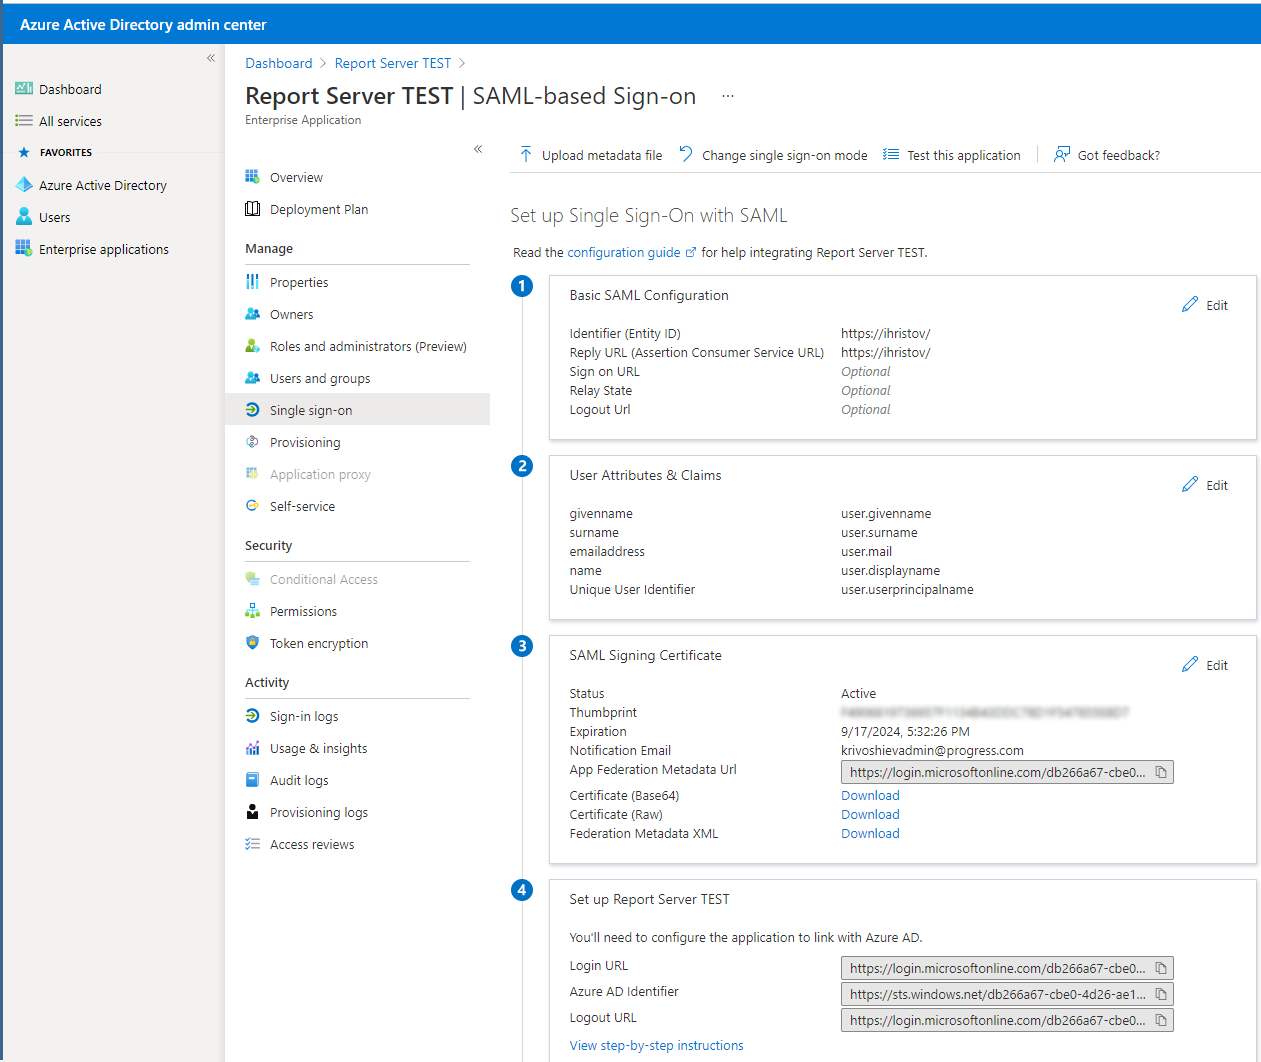 Azure Active Directory admin center
«
Dashboard
All services
FAVORITES
Azure Active Directory
Users
Enterprise applications
Dashboard > Report Server TEST >
Report Server TEST | SAML-based Sign-on ...
Enterprise Application
«
Overview
Deployment Plan
Manage
Properties
Owners
Roles and administrators (Preview)
Users and groups
Single sign-on
Provisioning
Application proxy
Self-service
Security
Conditional Access
Permissions
Token encryption
Activity
Sign-in logs
Usage & insights
Audit logs
Provisioning logs
Access reviews
Upload metadata file Change single sign-on mode Test this application Got feedback?
Set up Single Sign-On with SAML
Read the configuration guide for help integrating Report Server TEST.
1
Basic SAML Configuration
Edit
Identifier (Entity ID) https://ihristov/
Reply URL (Assertion Consumer Service URL) https://ihristov/
Sign on URL Optional
Relay State Optional
Logout Url Optional
2
User Attributes & Claims
Edit
givenname user.givenname
surname user.surname
emailaddress user.mail
name user.displayname
Unique User Identifier user.userprincipalname
3
SAML Signing Certificate
Edit
Status Active
Thumbprint
Expiration 9/17/2024, 5:32:26 PM
Notification Email krivoshievadmin@progress.com
App Federation Metadata Url https://login.microsoftonline.com/db266a67-cbe0...
Certificate (Base64) Download
Certificate (Raw) Download
Federation Metadata XML Download
4
Set up Report Server TEST
You'll need to configure the application to link with Azure AD.
Login URL https://login.microsoftonline.com/db266a67-cbe0...
Azure AD Identifier https://sts.windows.net/db266a67-cbe0-4d26-ae1...
Logout URL https://login.microsoftonline.com/db266a67-cbe0...
View step-by-step instructions